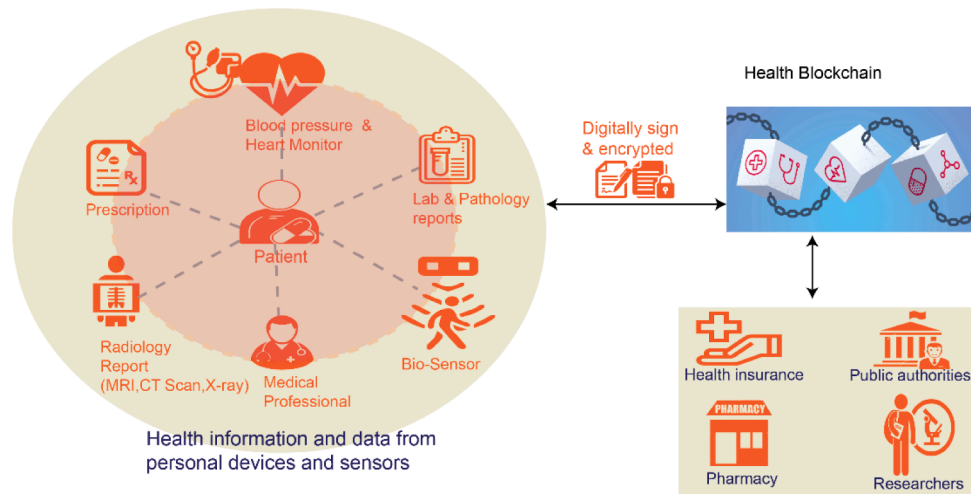 Health Blockchain
Blood pressure &
Heart Monitor
Digitally sign
& encrypted
Prescription
Rx
Lab & Pathology
reports
Patient
Radiology
Report
(MRI,CT Scan,X-ray)
Medical
Professional
Bio-Sensor
Health information and data from
personal devices and sensors
Health insurance
Public authorities
PHARMACY
Pharmacy
Researchers